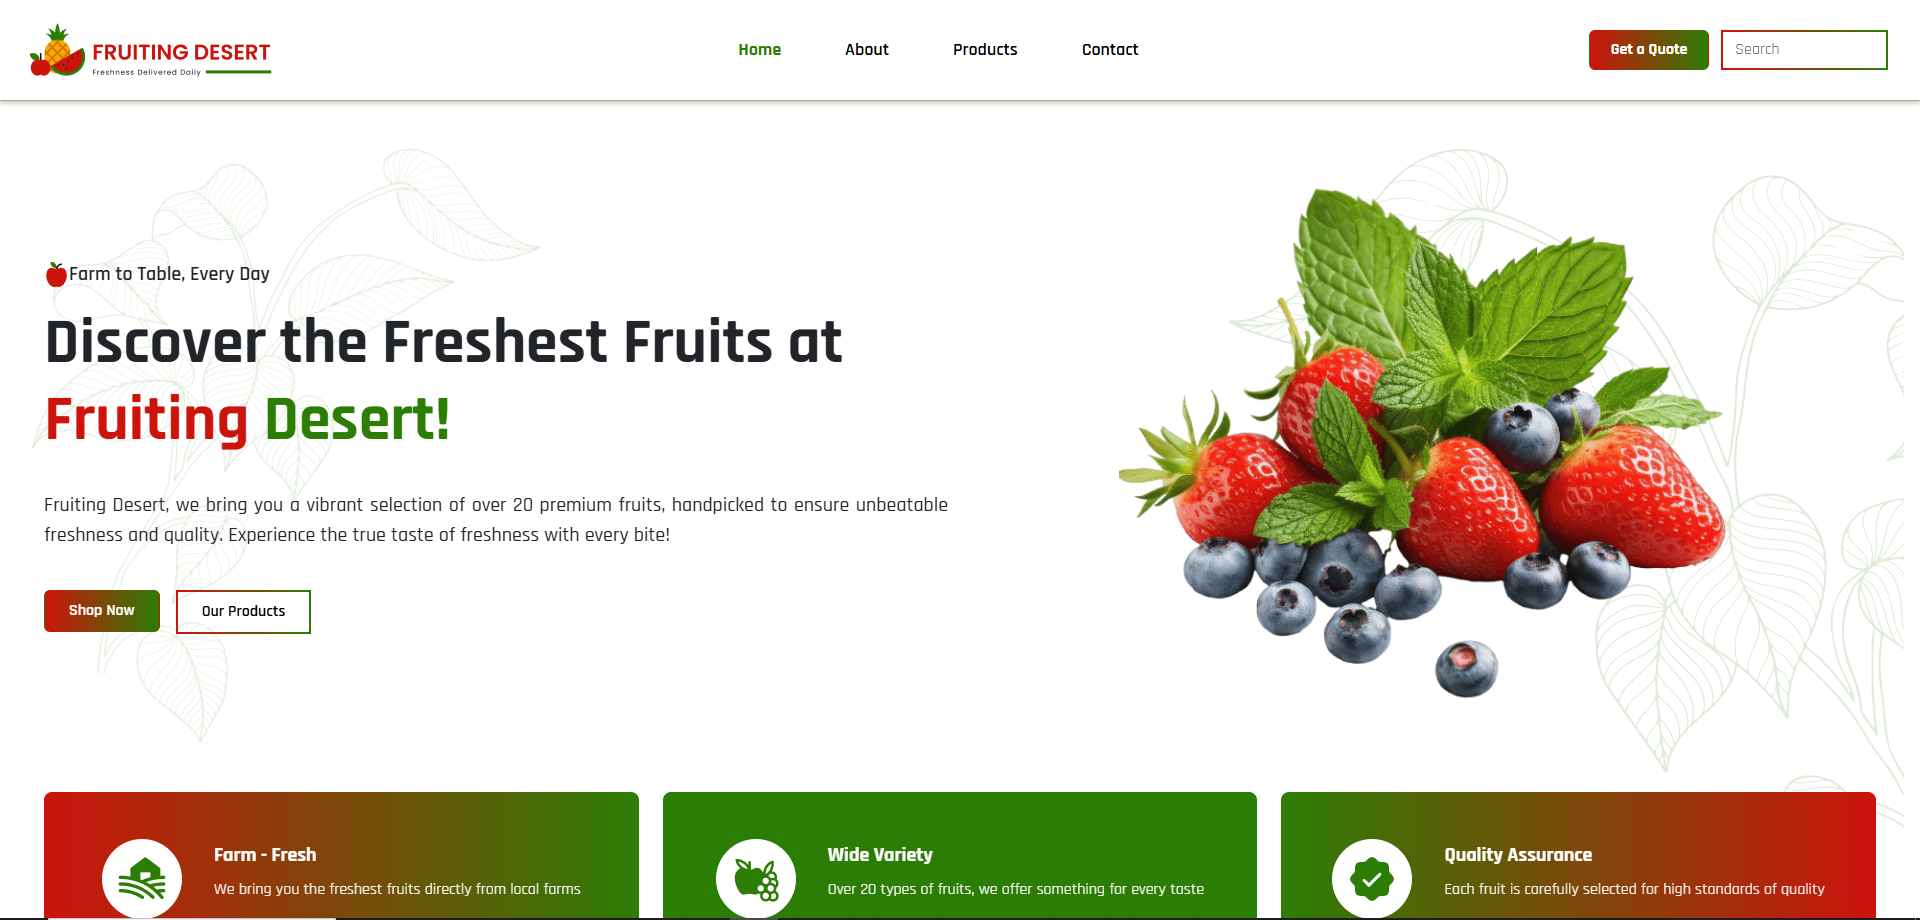 FRUITING DESERT
Freshness Delivered Daily
Home
About
Products
Contact
Get a Quote
Search
Farm to Table, Every Day
Discover the Freshest Fruits at
Fruiting Desert!
Fruiting Desert, we bring you a vibrant selection of over 20 premium fruits, handpicked to ensure unbeatable
freshness and quality. Experience the true taste of freshness with every bite!
Shop Now
Our Products
Farm - Fresh
We bring you the freshest fruits directly from local farms
Wide Variety
Over 20 types of fruits, we offer something for every taste
Quality Assurance
Each fruit is carefully selected for high standards of quality